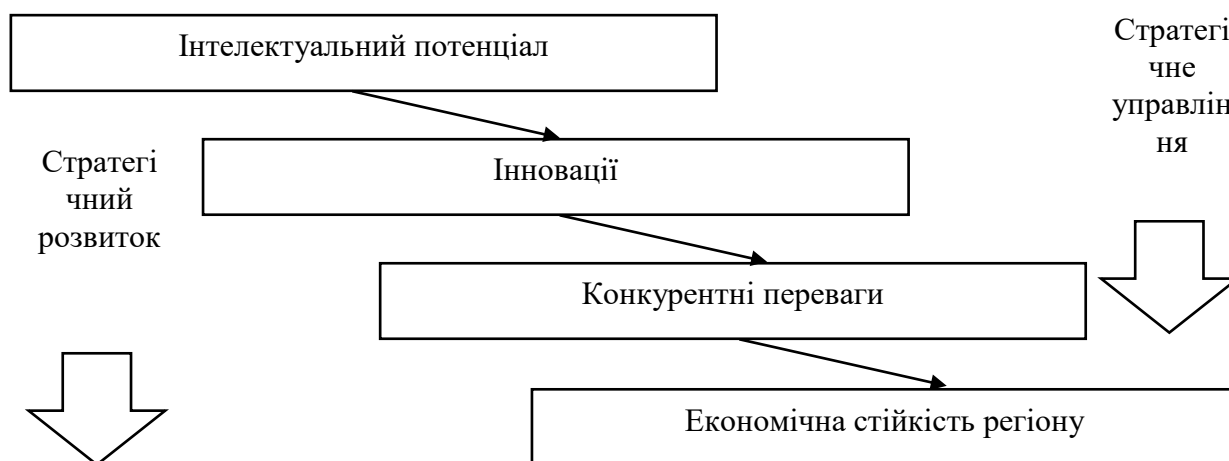 Інтелектуальний потенціал
Стратегі
чне
управлін
ня
Інновації
Стратегі
чний
розвиток
Конкурентні переваги
Економічна стійкість регіону